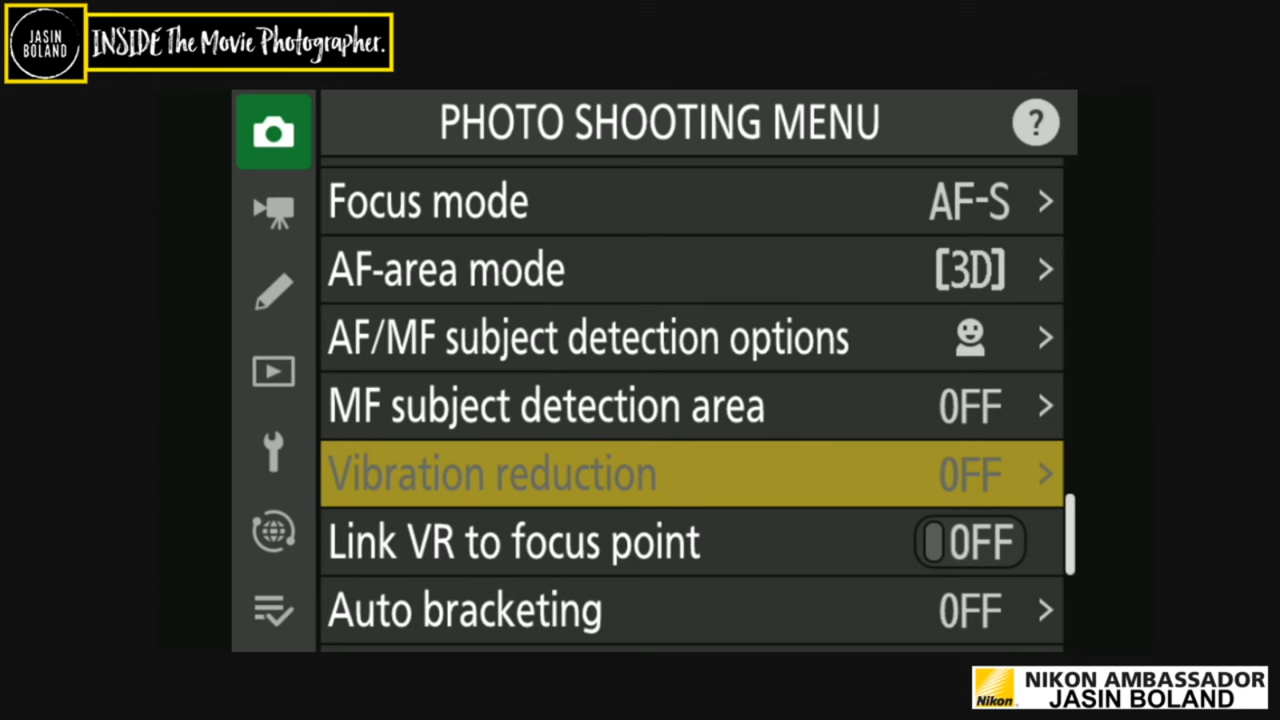 JASIN
BOLAND
INSIDE The Movie Photographer.
PHOTO SHOOTING MENU ?
Focus mode AF-S >
AF-area mode [3D] >
AF/MF subject detection options >
MF subject detection area OFF >
Vibration reduction OFF >
Link VR to focus point OFF
Auto bracketing OFF >
Nikon
NIKON AMBASSADOR
JASIN BOLAND